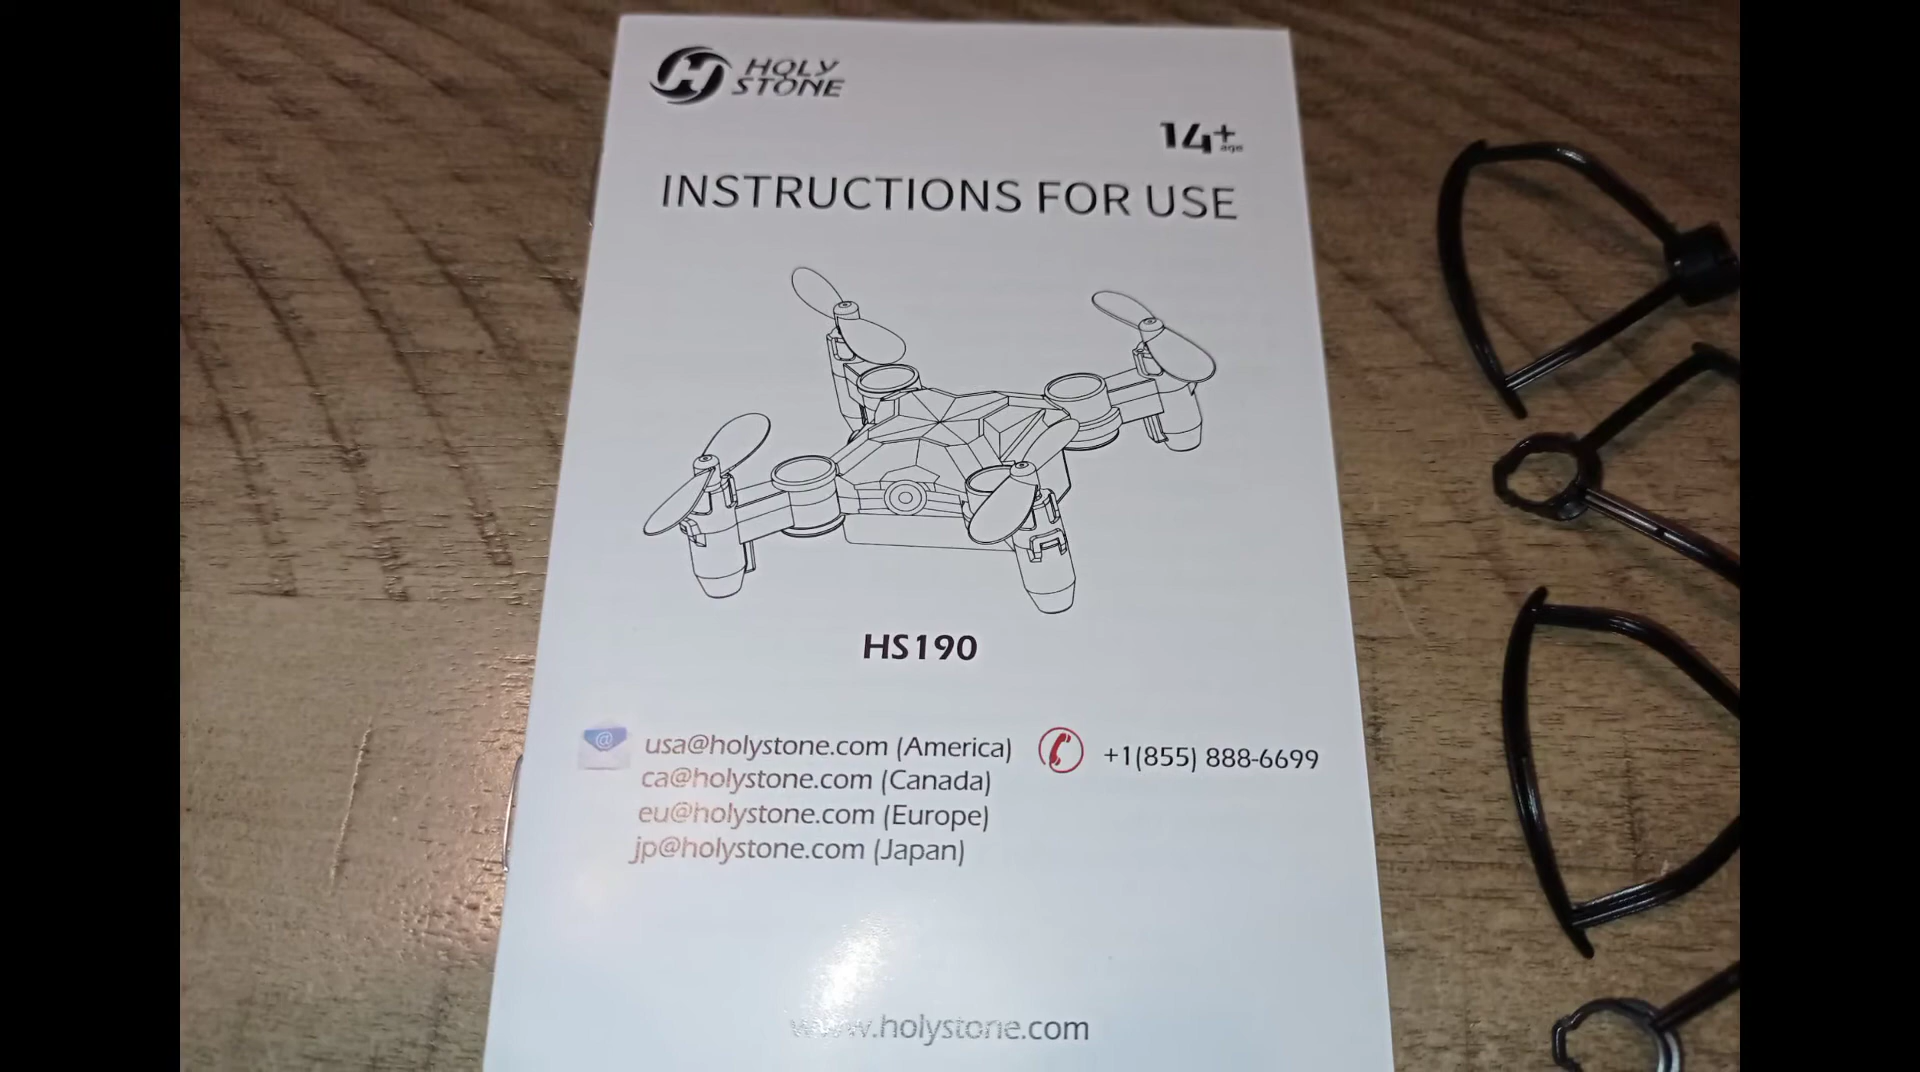 HOLY
STONE
14+
age
INSTRUCTIONS FOR USE
HS190
usa@holystone.com (America)
+1(855) 888-6699
ca@holystone.com (Canada)
eu@holystone.com (Europe)
jp@holystone.com (Japan)
www.holystone.com